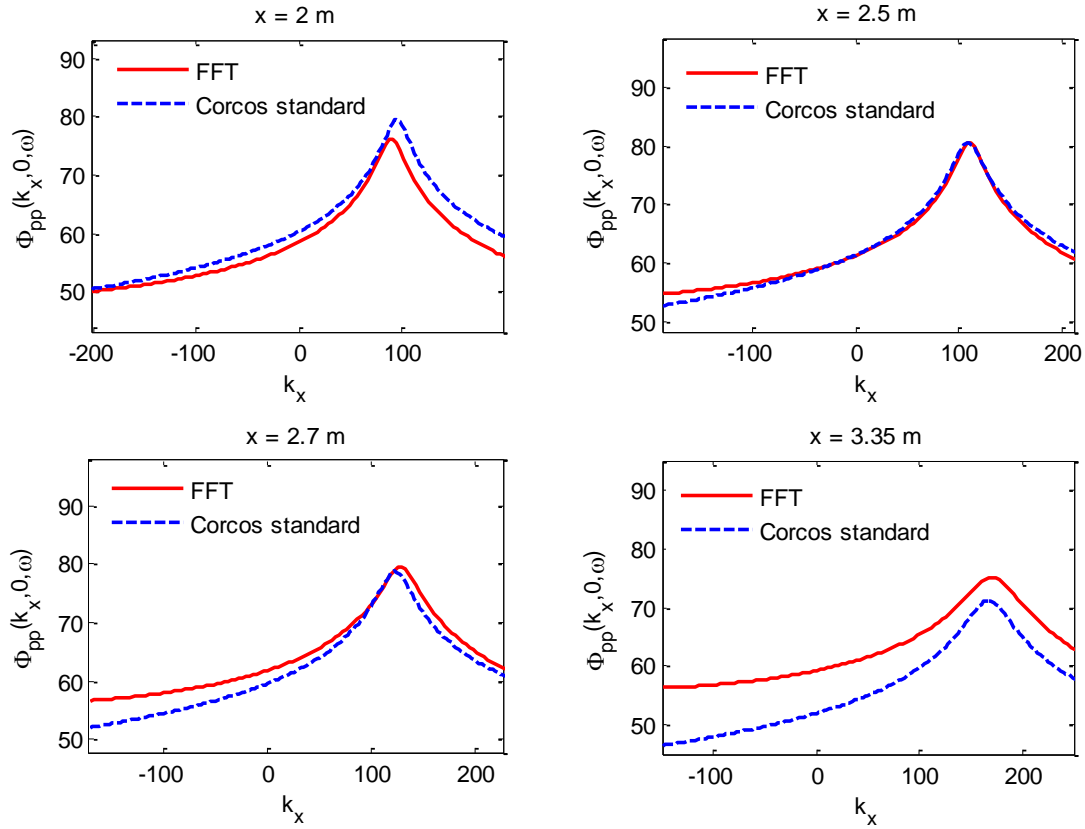 x = 2 m
90
80
70
60
50
Φpp(kx,0,ω)
FFT
Corcos standard
-200
-100
0
100
kx
x = 2.5 m
90
80
70
60
50
Φpp(kx,0,ω)
FFT
Corcos standard
-100
0
100
200
kx
x = 2.7 m
90
80
70
60
50
Φpp(kx,0,ω)
FFT
Corcos standard
-100
0
100
200
kx
x = 3.35 m
90
80
70
60
50
Φpp(kx,0,ω)
FFT
Corcos standard
-100
0
100
200
kx